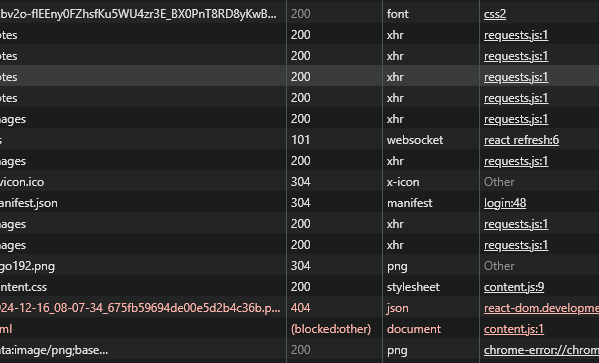 bv2o-flEEny0FZhsfKu5WU4zr3E_BX0PnT8RD8yKwB... 200 font css2
otes 200 xhr requests.js:1
otes 200 xhr requests.js:1
otes 200 xhr requests.js:1
otes 200 xhr requests.js:1
nages 200 xhr requests.js:1
s 101 websocket react refresh:6
nages 200 xhr requests.js:1
vicon.ico 304 x-icon Other
anifest.json 304 manifest login:48
nages 200 xhr requests.js:1
nages 200 xhr requests.js:1
go192.png 304 png Other
ontent.css 200 stylesheet content.js:9
024-12-16_08-07-34_675fb59694de00e5d2b4c36b.p... 404 json react-dom.developme
ml (blocked:other) document content.js:1
ata:image/png;base... 200 png chrome-error://chrom